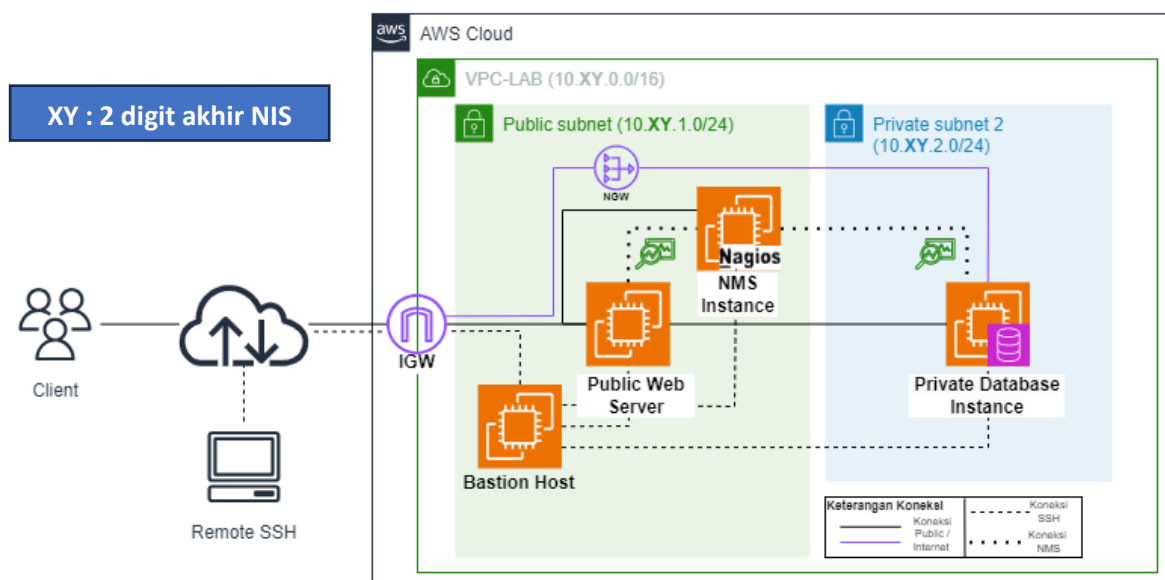 aws
AWS Cloud
VPC-LAB (10.XY.0.0/16)
XY : 2 digit akhir NIS
Public subnet (10.XY.1.0/24)
Private subnet 2
(10.XY.2.0/24)
NGW
Nagios
NMS
Instance
IGW
Client
Public Web
Server
Private Database
Instance
Bastion Host
Remote SSH
Keterangan Koneksi
Koneksi
Public /
Internet
Koneksi
SSH
Koneksi
NMS